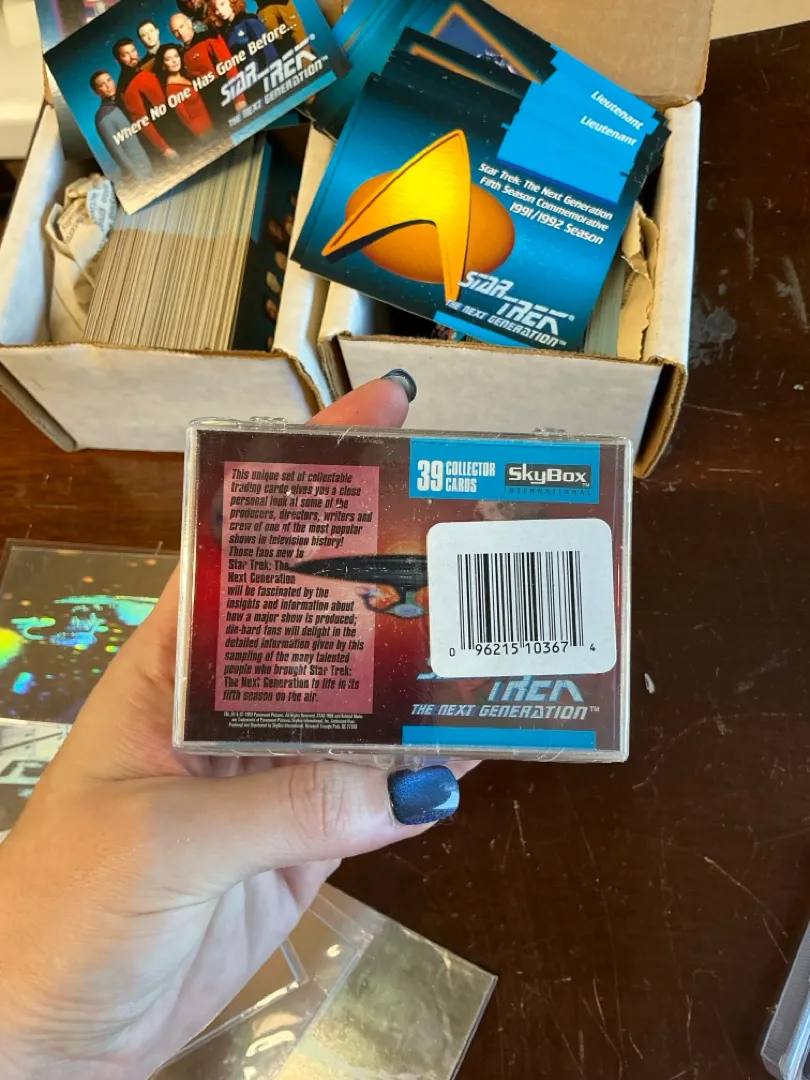 Where No One Has Gone Before...
STAR TREK
THE NEXT GENERATION™
Lieutenant
Lieutenant
Star Trek: The Next Generation
Fifth Season Commemorative
1991/1992 Season
STAR TREK
THE NEXT GENERATION™
This unique set of collectable
trading cards gives you a close
personal look at some of the
producers, directors, writers and
crew of one of the most popular
shows in television history!
Those fans new to
Star Trek: The
Next Generation
will be fascinated by the
insights and information about
how a major show is produced;
die-hard fans will delight in the
detailed information given by this
sampling of the many talented
people who brought Star Trek:
The Next Generation to life in its
fifth season on the air.
39 COLLECTOR
CARDS
SKYBOX™
INTERNATIONAL
0 96215 10367 4
TREK
THE NEXT GENERATION™